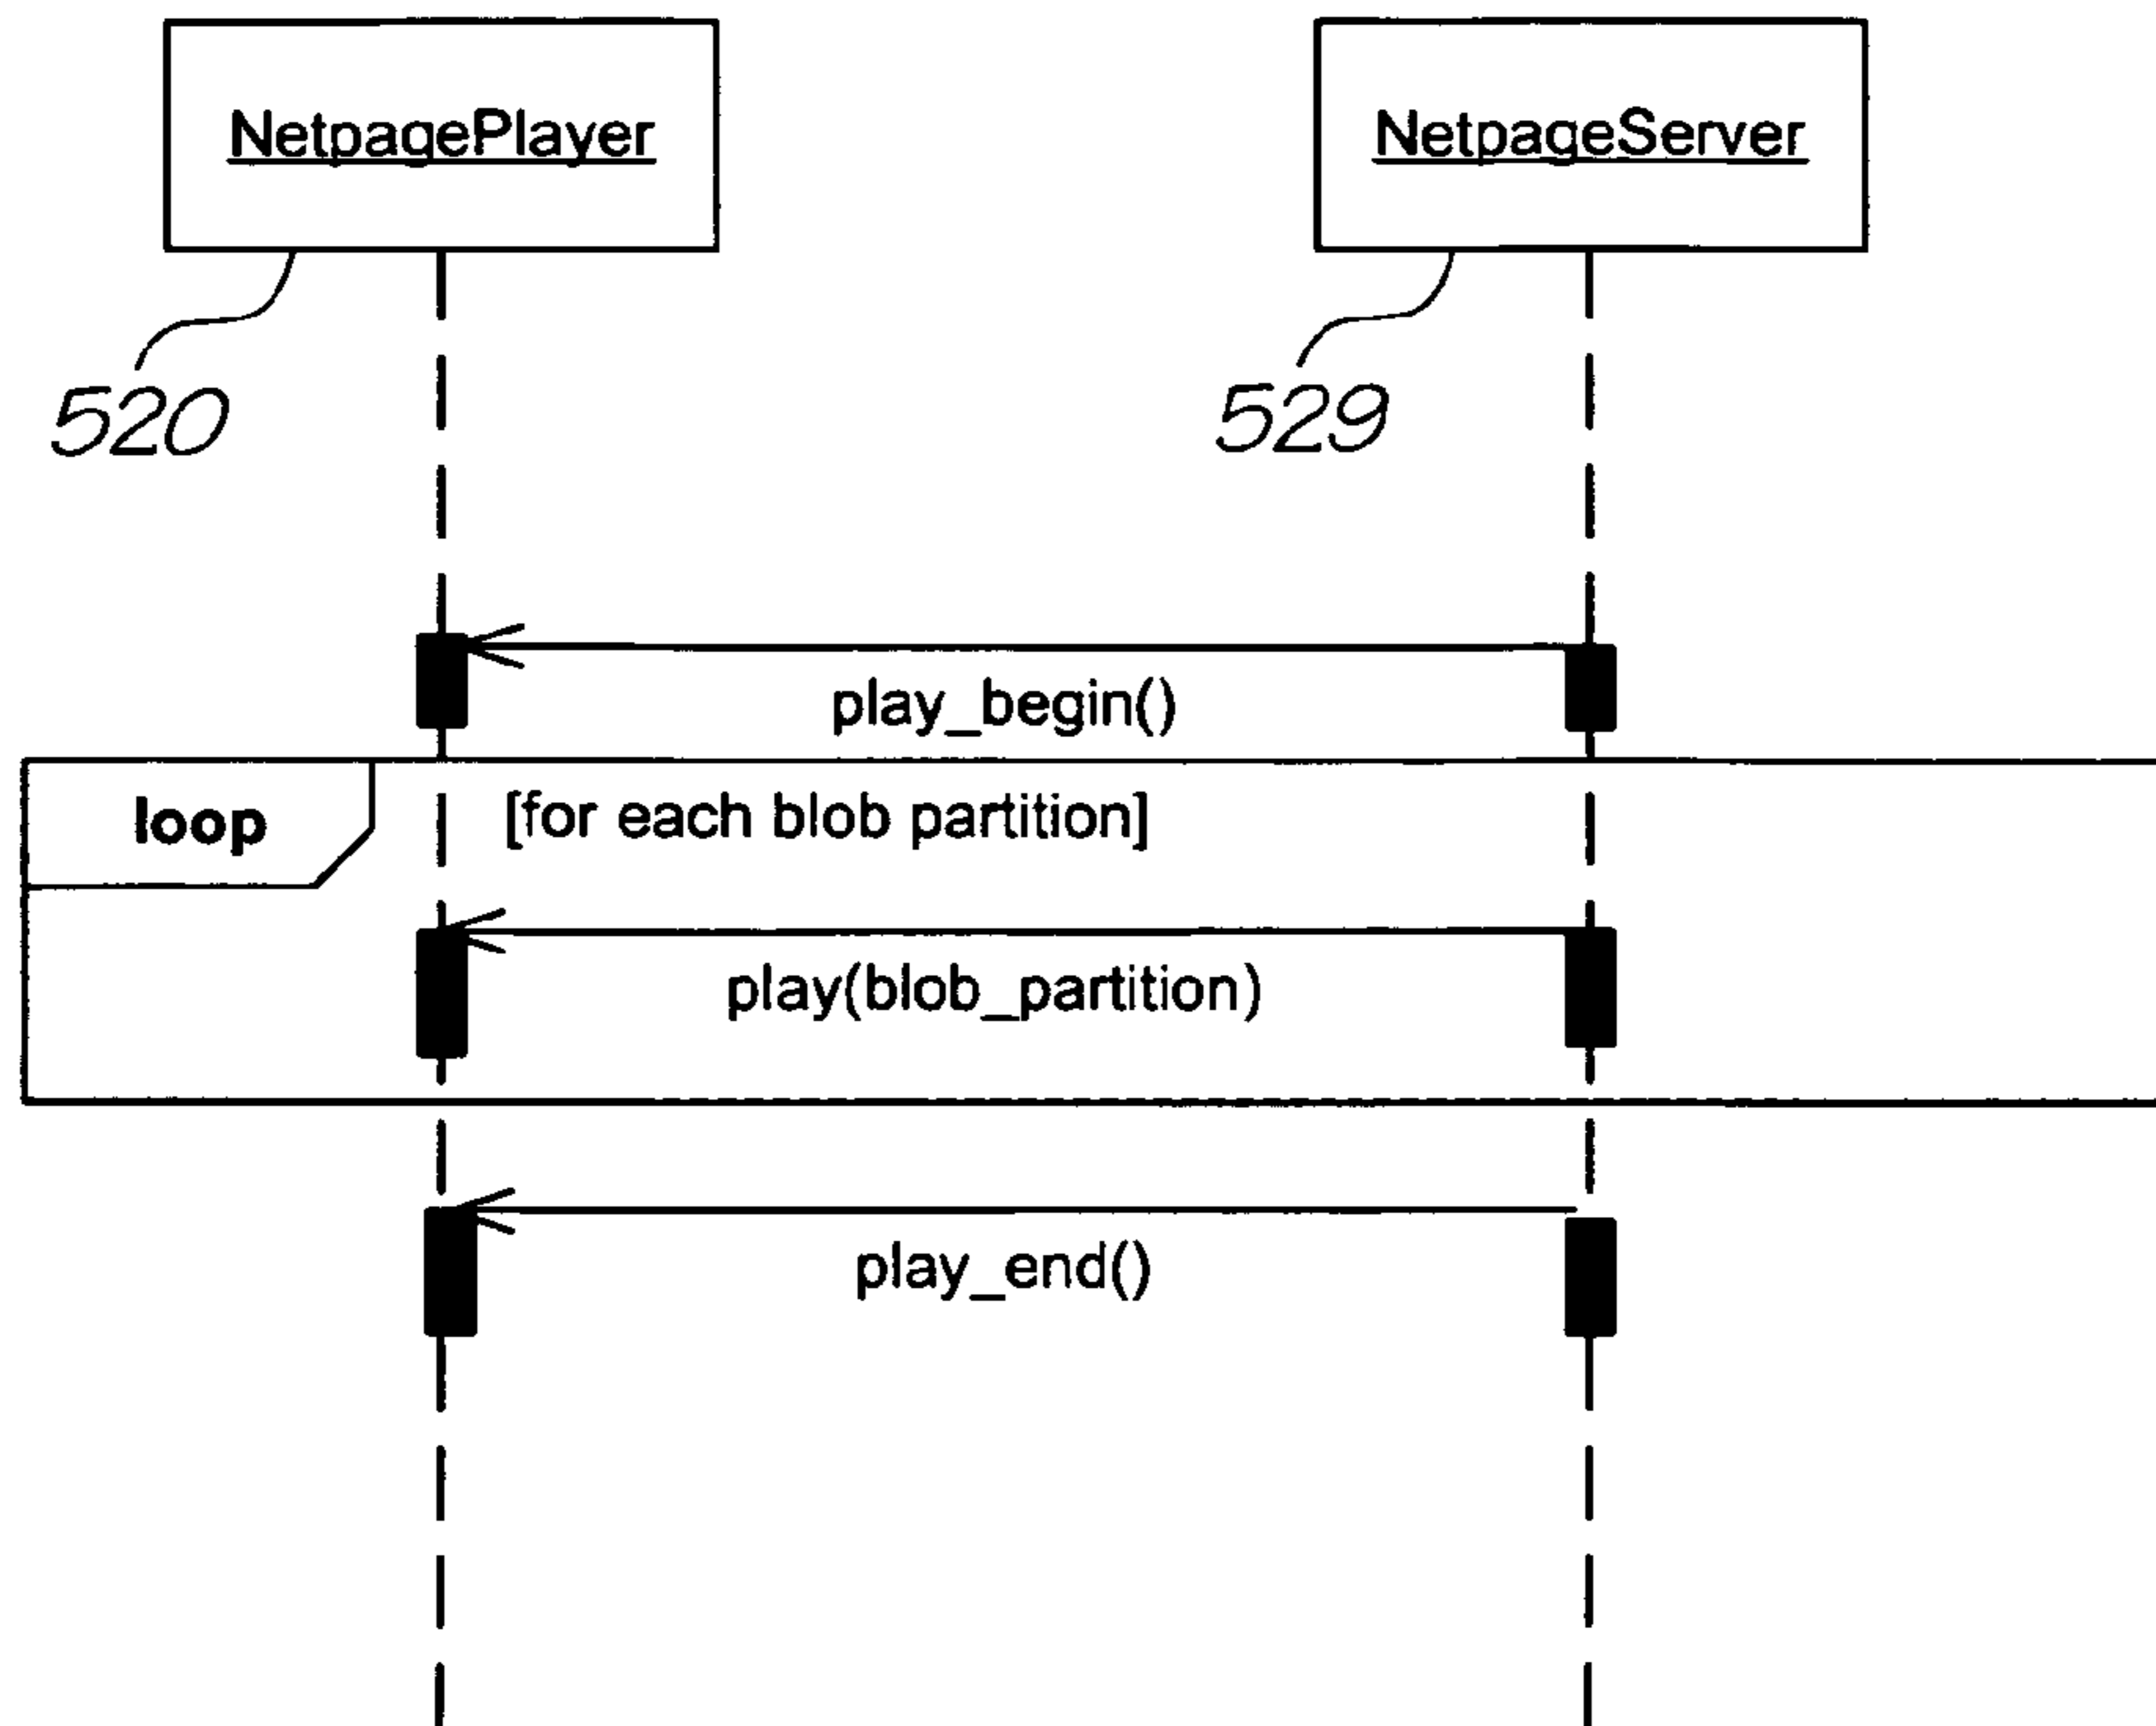 NetpagePlayer
NetpageServer
520
529
play_begin()
loop
[for each blob partition]
play(blob_partition)
play_end()